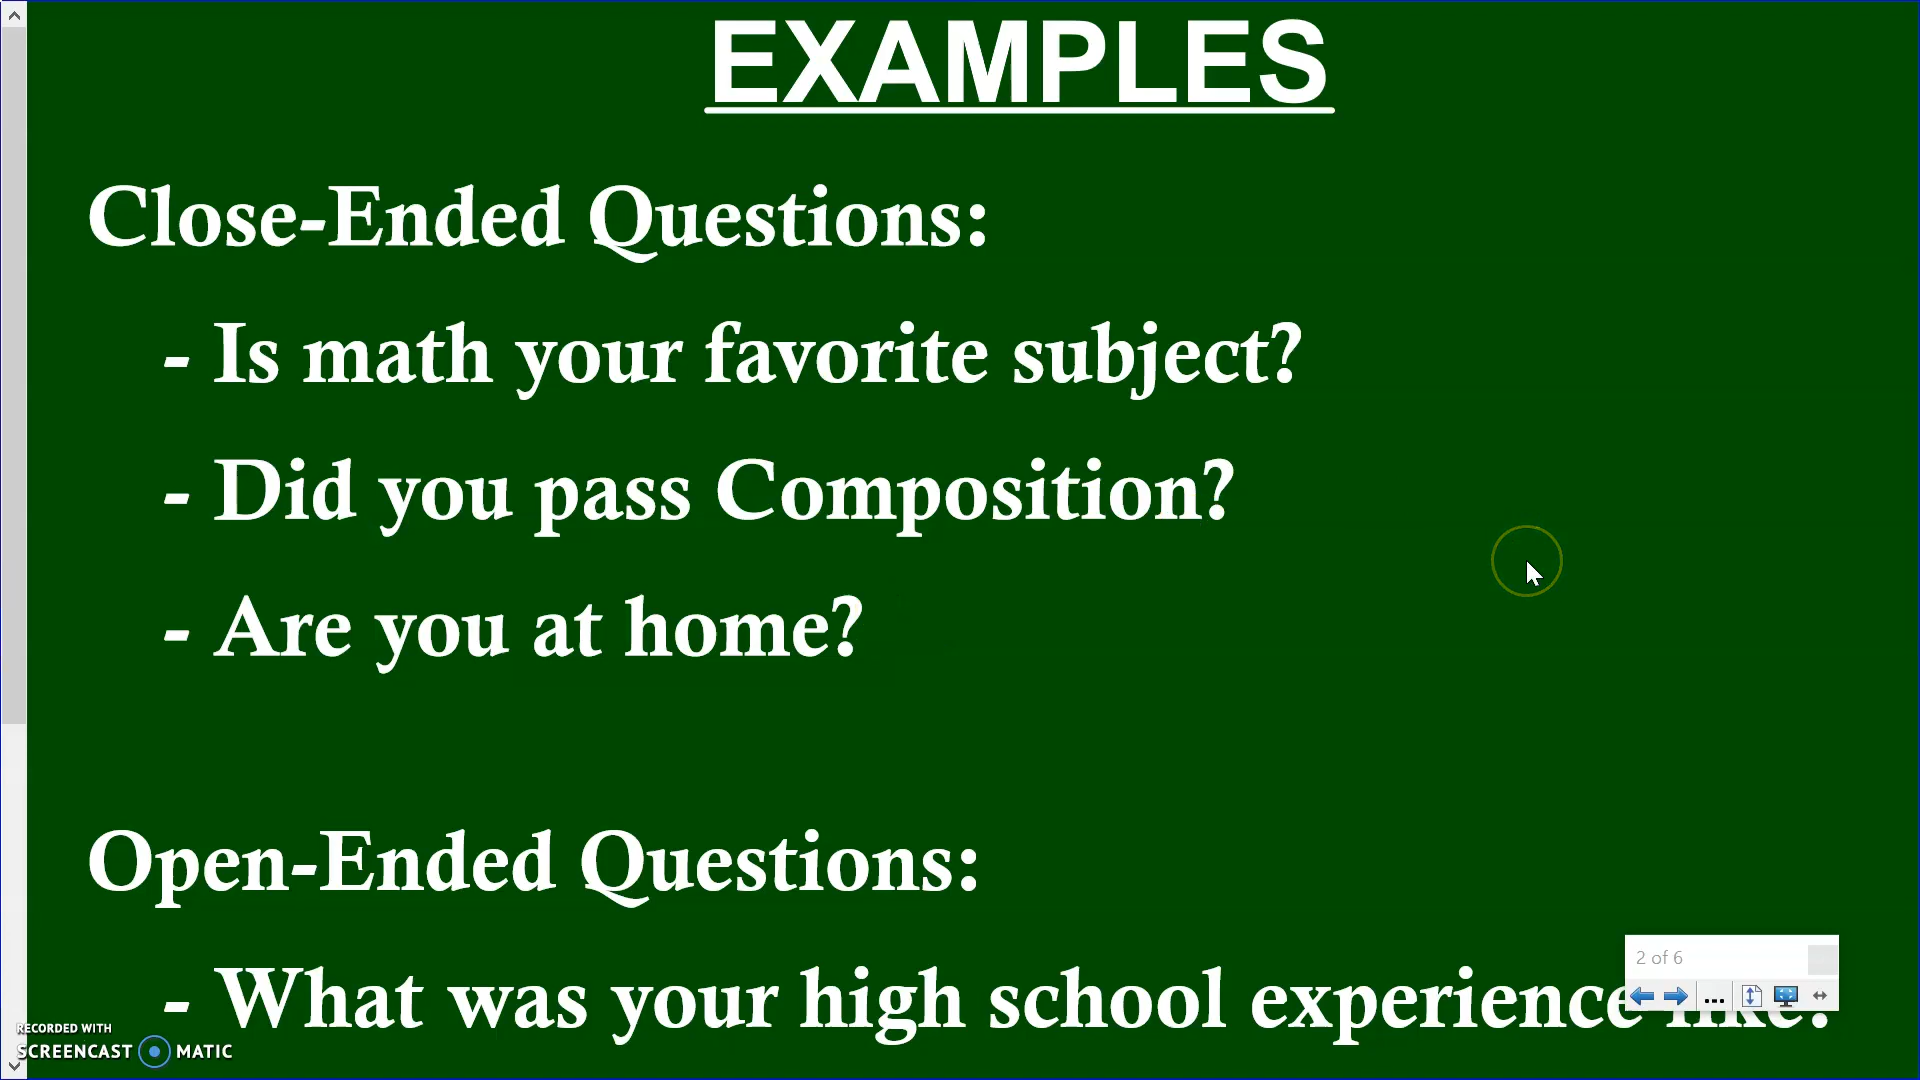 EXAMPLES
Close-Ended Questions:
- Is math your favorite subject?
- Did you pass Composition?
- Are you at home?
Open-Ended Questions:
- What was your high school experience like?
2 of 6
...
RECORDED WITH
SCREENCAST MATIC